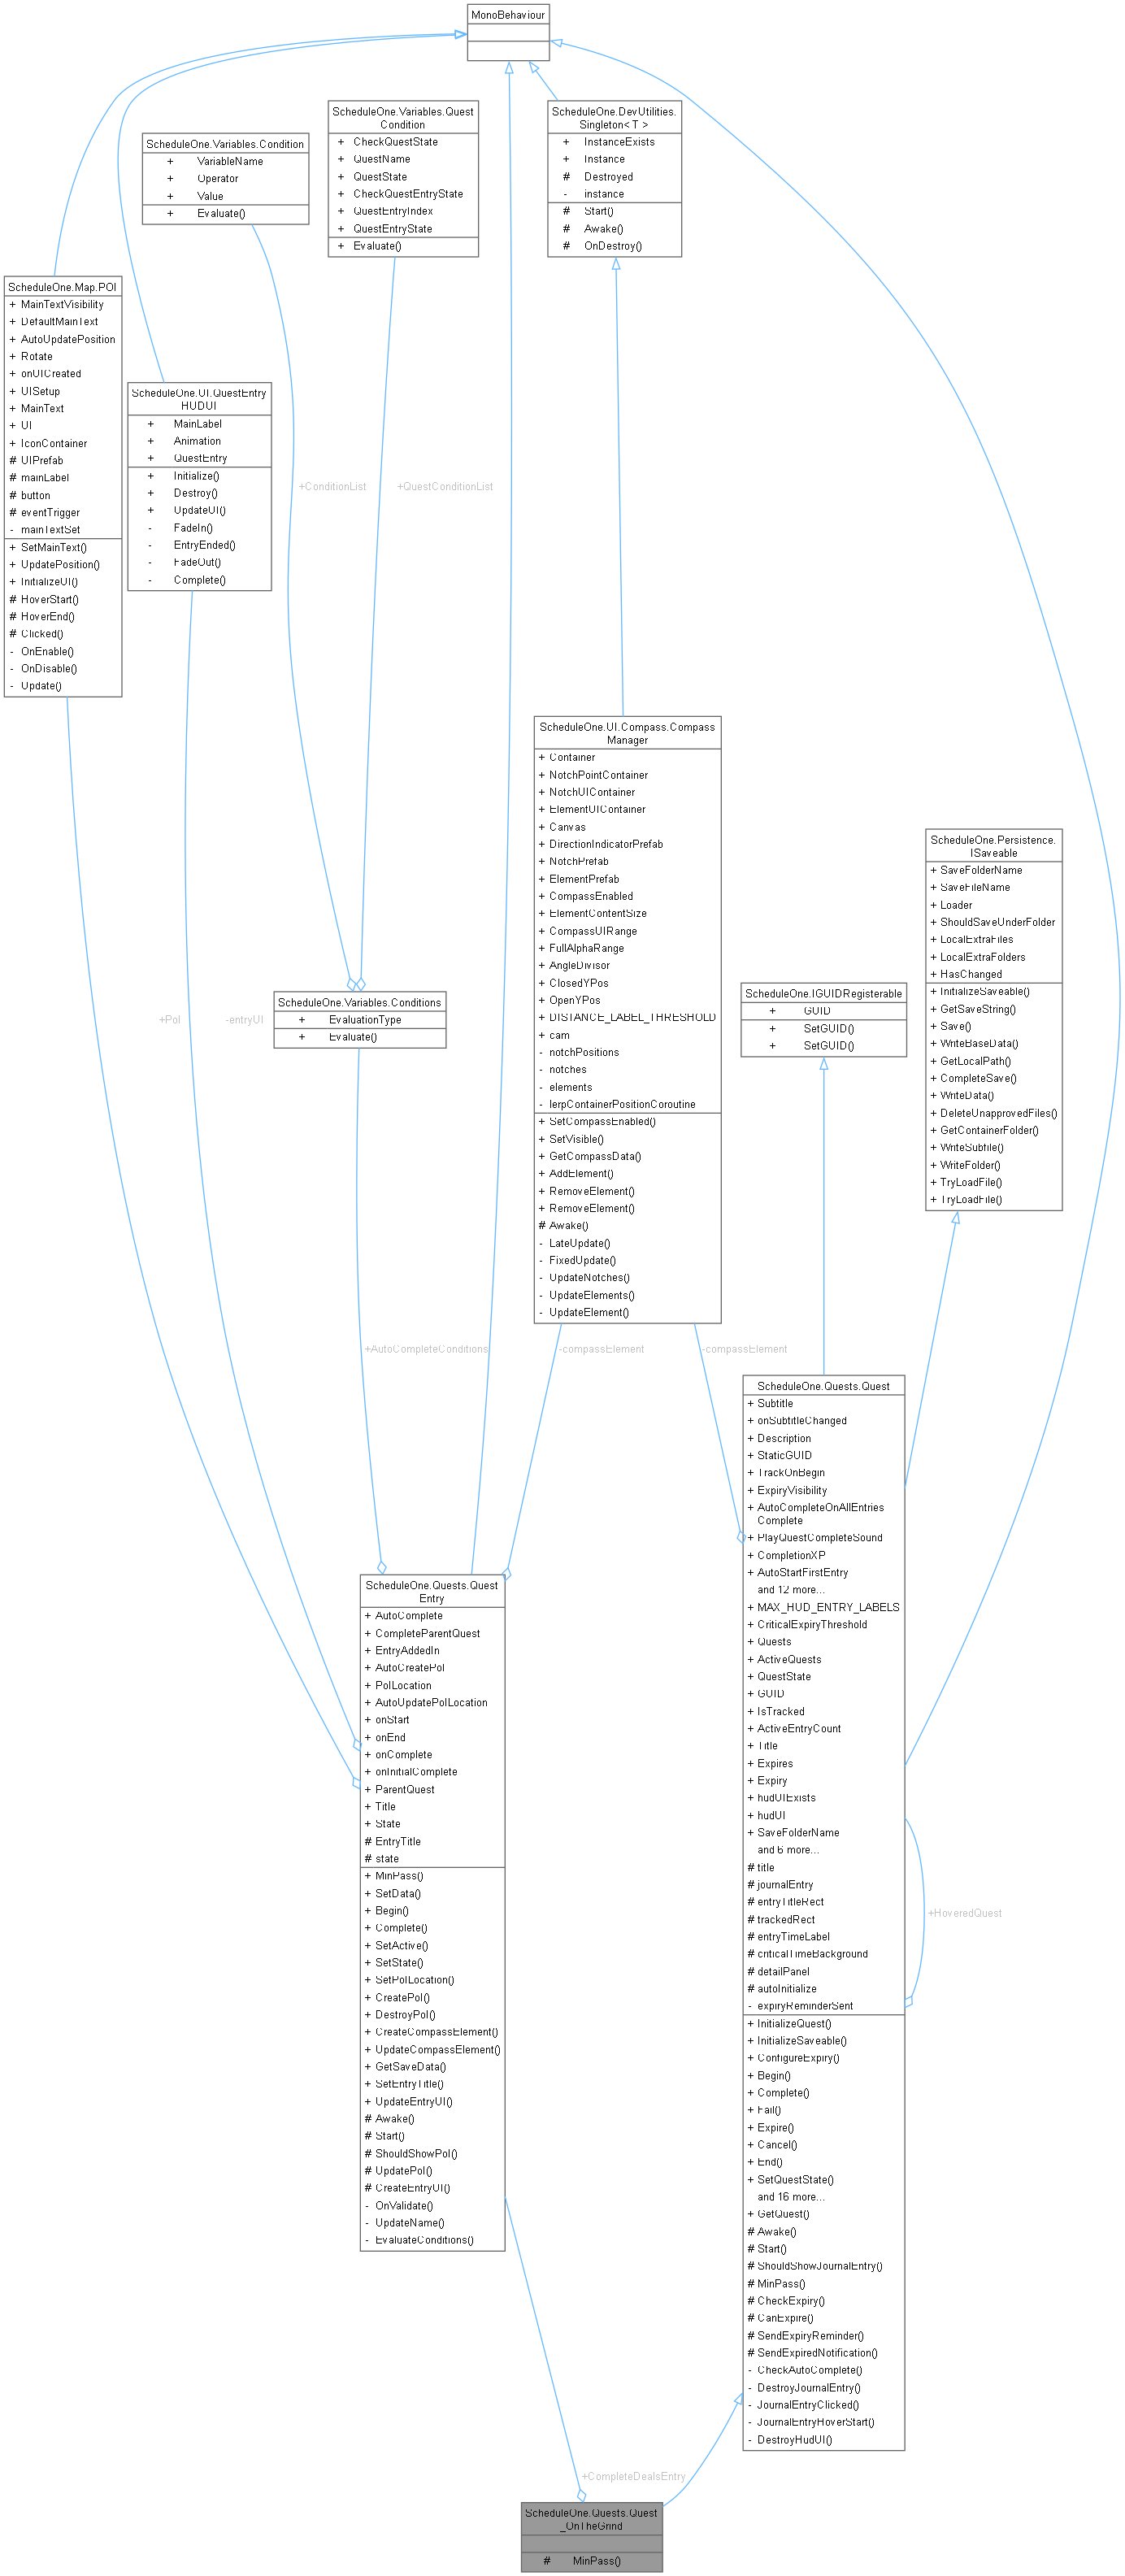 MonoBehaviour
ScheduleOne.DevUtilities.
Singleton< T >
+ InstanceExists
+ Instance
# Destroyed
- instance
# Start()
# Awake()
# OnDestroy()
ScheduleOne.Variables.Quest
Condition
+ CheckQuestState
+ QuestName
+ QuestState
+ CheckQuestEntryState
+ QuestEntryIndex
+ QuestEntryState
+ Evaluate()
ScheduleOne.Variables.Condition
+ VariableName
+ Operator
+ Value
+ Evaluate()
ScheduleOne.Map.POI
+ MainTextVisibility
+ DefaultMainText
+ AutoUpdatePosition
+ Rotate
+ onUICreated
+ UISetup
+ MainText
+ UI
+ IconContainer
# UIPrefab
# mainLabel
# button
# eventTrigger
- mainTextSet
+ SetMainText()
+ UpdatePosition()
+ InitializeUI()
# HoverStart()
# HoverEnd()
# Clicked()
- OnEnable()
- OnDisable()
- Update()
ScheduleOne.UI.QuestEntry
HUDUI
+ MainLabel
+ Animation
+ QuestEntry
+ Initialize()
+ Destroy()
+ UpdateUI()
- FadeIn()
- EntryEnded()
- FadeOut()
- Complete()
+ConditionList
+QuestConditionList
ScheduleOne.UI.Compass.Compass
Manager
+ Container
+ NotchPointContainer
+ NotchUIContainer
+ ElementUIContainer
+ Canvas
+ DirectionIndicatorPrefab
+ NotchPrefab
+ ElementPrefab
+ CompassEnabled
+ ElementContentSize
+ CompassUIRange
+ FullAlphaRange
+ AngleDivisor
+ ClosedYPos
+ OpenYPos
+ DISTANCE_LABEL_THRESHOLD
+ cam
- notchPositions
- notches
- elements
- lerpContainerPositionCoroutine
+ SetCompassEnabled()
+ SetVisible()
+ GetCompassData()
+ AddElement()
+ RemoveElement()
+ RemoveElement()
# Awake()
- LateUpdate()
- FixedUpdate()
- UpdateNotches()
- UpdateElements()
- UpdateElement()
ScheduleOne.Persistence.
ISaveable
+ SaveFolderName
+ SaveFileName
+ Loader
+ ShouldSaveUnderFolder
+ LocalExtraFiles
+ LocalExtraFolders
+ HasChanged
+ InitializeSaveable()
+ GetSaveString()
+ Save()
+ WriteBaseData()
+ GetLocalPath()
+ CompleteSave()
+ WriteData()
+ DeleteUnapprovedFiles()
+ GetContainerFolder()
+ WriteSubfile()
+ WriteFolder()
+ TryLoadFile()
+ TryLoadFile()
ScheduleOne.IGUIDRegisterable
+ GUID
+ SetGUID()
+ SetGUID()
ScheduleOne.Variables.Conditions
+ EvaluationType
+ Evaluate()
+PoI
-entryUI
+AutoCompleteConditions
-compassElement
-compassElement
ScheduleOne.Quests.Quest
+ Subtitle
+ onSubtitleChanged
+ Description
+ StaticGUID
+ TrackOnBegin
+ ExpiryVisibility
+ AutoCompleteOnAllEntries
Complete
+ PlayQuestCompleteSound
+ CompletionXP
+ AutoStartFirstEntry
and 12 more...
+ MAX_HUD_ENTRY_LABELS
+ CriticalExpiryThreshold
+ Quests
+ ActiveQuests
+ QuestState
+ GUID
+ IsTracked
+ ActiveEntryCount
+ Title
+ Expires
+ Expiry
+ hudUIExists
+ hudUI
+ SaveFolderName
and 6 more...
# title
# journalEntry
# entryTitleRect
# trackedRect
# entryTimeLabel
# criticalTimeBackground
# detailPanel
# autoInitialize
- expiryReminderSent
+ InitializeQuest()
+ InitializeSaveable()
+ ConfigureExpiry()
+ Begin()
+ Complete()
+ Fail()
+ Expire()
+ Cancel()
+ End()
+ SetQuestState()
and 16 more...
+ GetQuest()
# Awake()
# Start()
# ShouldShowJournalEntry()
# MinPass()
# CheckExpiry()
# CanExpire()
# SendExpiryReminder()
# SendExpiredNotification()
- CheckAutoComplete()
- DestroyJournalEntry()
- JournalEntryClicked()
- JournalEntryHoverStart()
- DestroyHudUI()
+HoveredQuest
ScheduleOne.Quests.Quest
Entry
+ AutoComplete
+ CompleteParentQuest
+ EntryAddedIn
+ AutoCreatePoI
+ PoILocation
+ AutoUpdatePoILocation
+ onStart
+ onEnd
+ onComplete
+ onInitialComplete
+ ParentQuest
+ Title
+ State
# EntryTitle
# state
+ MinPass()
+ SetData()
+ Begin()
+ Complete()
+ SetActive()
+ SetState()
+ SetPoILocation()
+ CreatePoI()
+ DestroyPoI()
+ CreateCompassElement()
+ UpdateCompassElement()
+ GetSaveData()
+ SetEntryTitle()
+ UpdateEntryUI()
# Awake()
# Start()
# ShouldShowPoI()
# UpdatePoI()
# CreateEntryUI()
- OnValidate()
- UpdateName()
- EvaluateConditions()
+CompleteDealsEntry
ScheduleOne.Quests.Quest
_OnTheGrind
# MinPass()